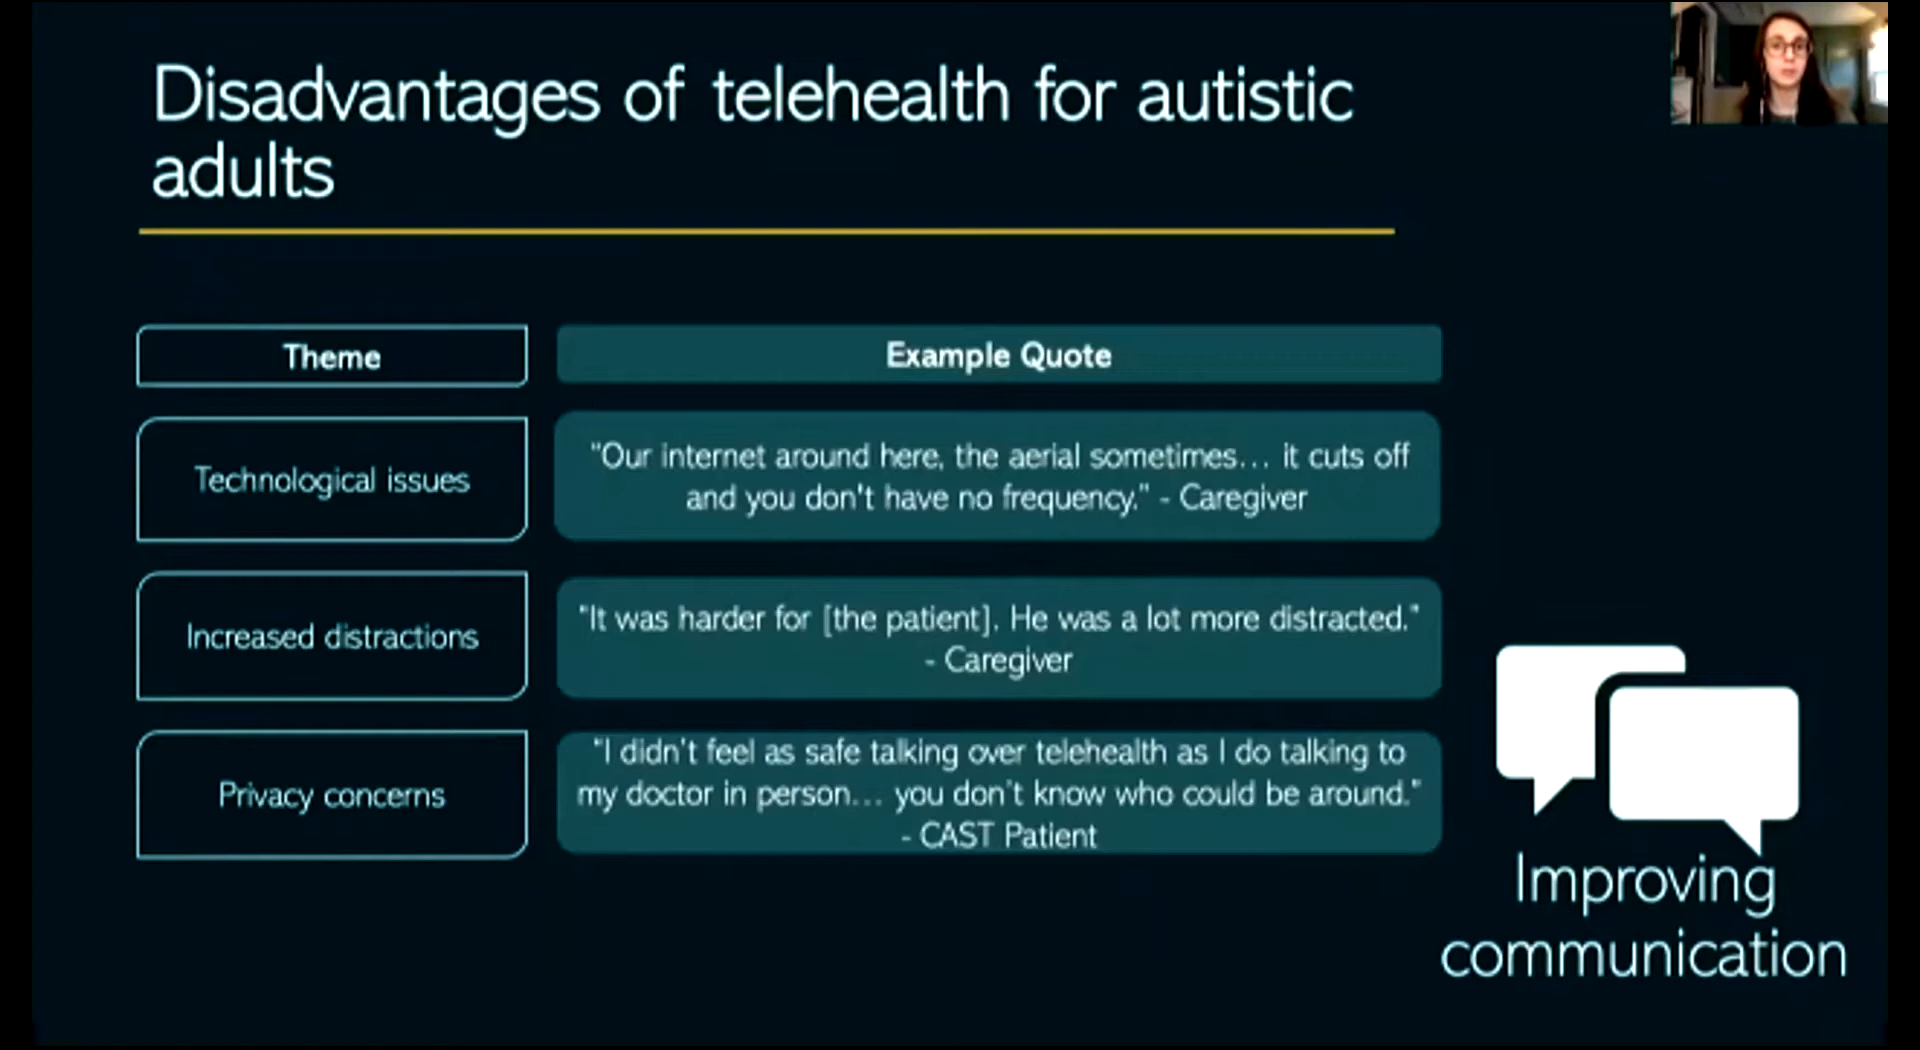 Disadvantages of telehealth for autistic
adults
Theme
Example Quote
Technological issues
"Our internet around here, the aerial sometimes... it cuts off
and you don't have no frequency." - Caregiver
Increased distractions
"It was harder for [the patient]. He was a lot more distracted."
- Caregiver
Privacy concerns
"I didn't feel as safe talking over telehealth as I do talking to
my doctor in person... you don't know who could be around."
- CAST Patient
Improving
communication